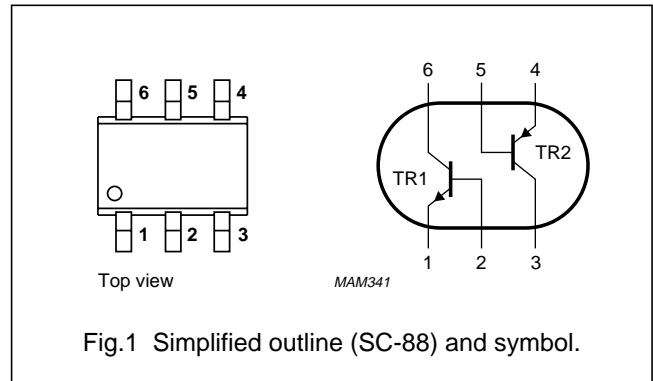 6 5 4
1 2 3
Top view
6 5 4
TR1 TR2
1 2 3
MAM341
Fig.1 Simplified outline (SC-88) and symbol.